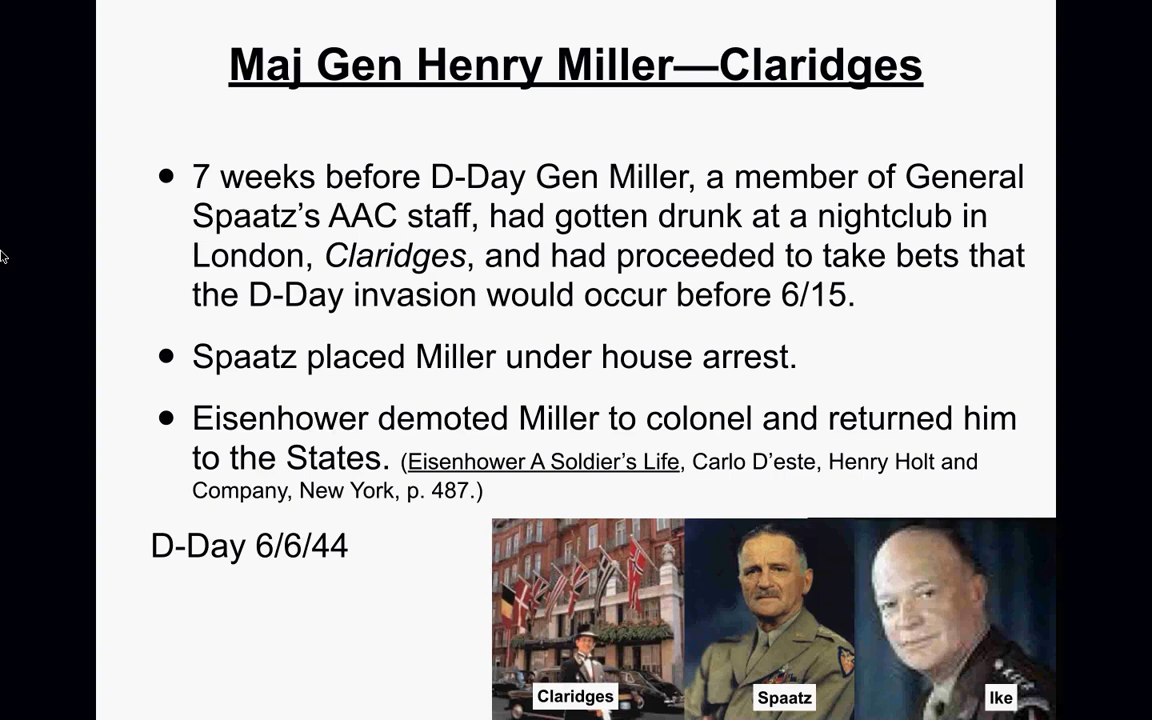 Maj Gen Henry Miller—Claridges
• 7 weeks before D-Day Gen Miller, a member of General
Spaatz’s AAC staff, had gotten drunk at a nightclub in
London, Claridges, and had proceeded to take bets that
the D-Day invasion would occur before 6/15.
• Spaatz placed Miller under house arrest.
• Eisenhower demoted Miller to colonel and returned him
to the States. (Eisenhower A Soldier’s Life, Carlo D’este, Henry Holt and
Company, New York, p. 487.)
D-Day 6/6/44
Claridges
Spaatz
Ike